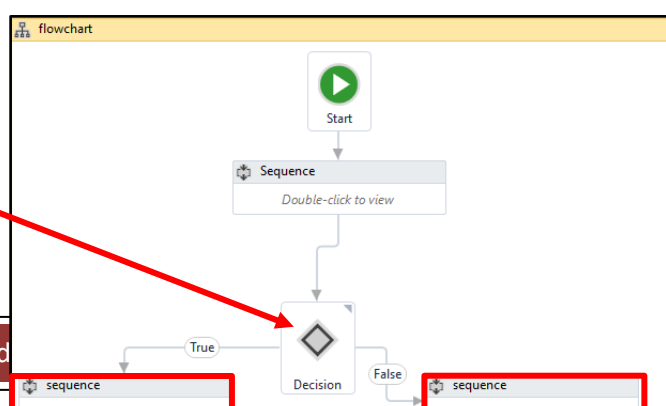 flowchart
Start
Sequence
Double-click to view
True
d
sequence
Decision
False
sequence